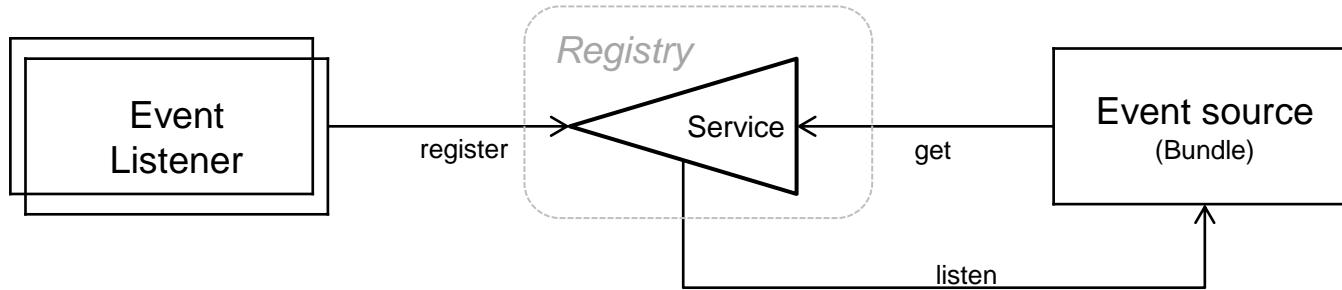 Registry
Event
Listener
register
Service
get
Event source
(Bundle)
listen